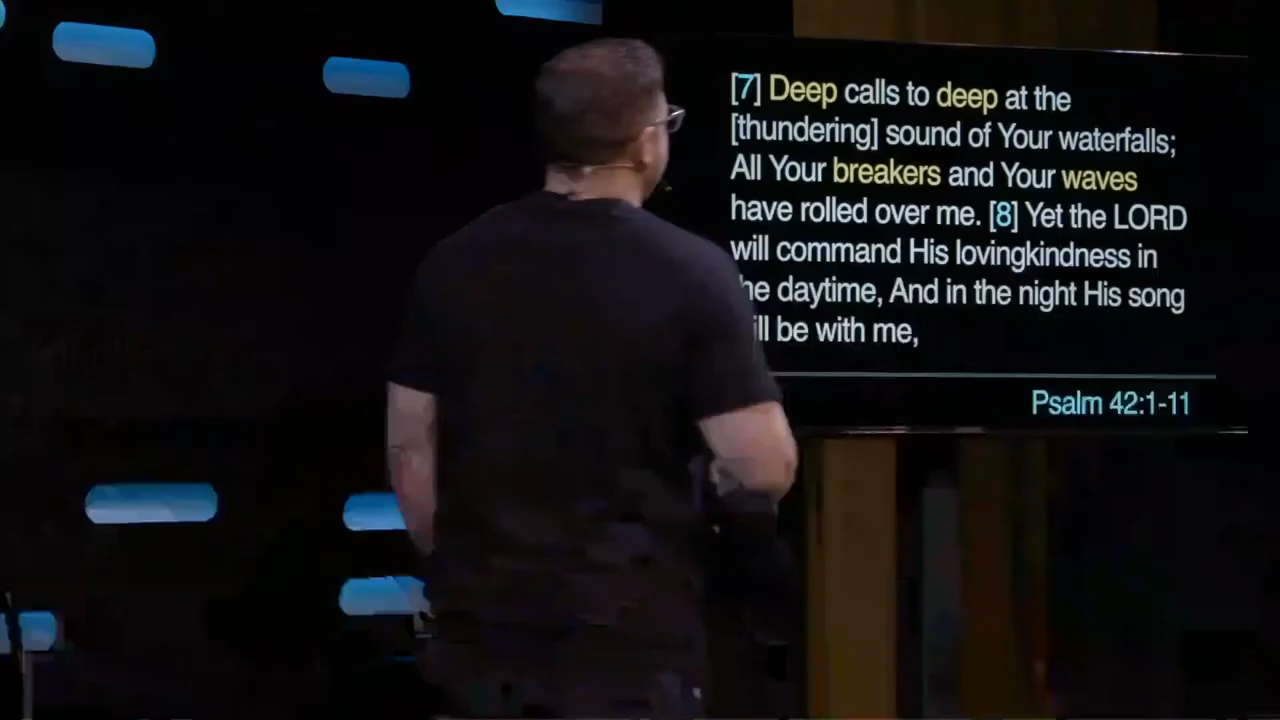 [7] Deep calls to deep at the
[thundering] sound of Your waterfalls;
All Your breakers and Your waves
have rolled over me. [8] Yet the LORD
will command His lovingkindness in
daytime, And in the night His song
be with me,
Psalm 42:1-11